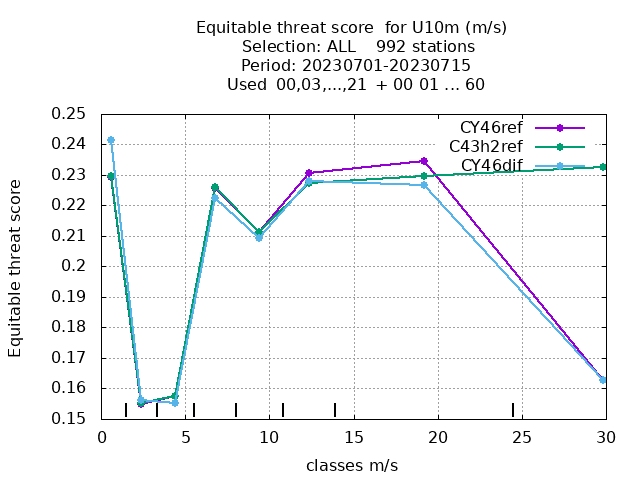 Equitable threat score  for U10m (m/s)
Selection: ALL    992 stations
Period: 20230701-20230715
Used  00,03,...,21  + 00 01 ... 60
CY46ref
C43h2ref
CY46dif
Equitable threat score
0.25
0.24
0.23
0.22
0.21
0.2
0.19
0.18
0.17
0.16
0.15
0 5 10 15 20 25 30
classes m/s